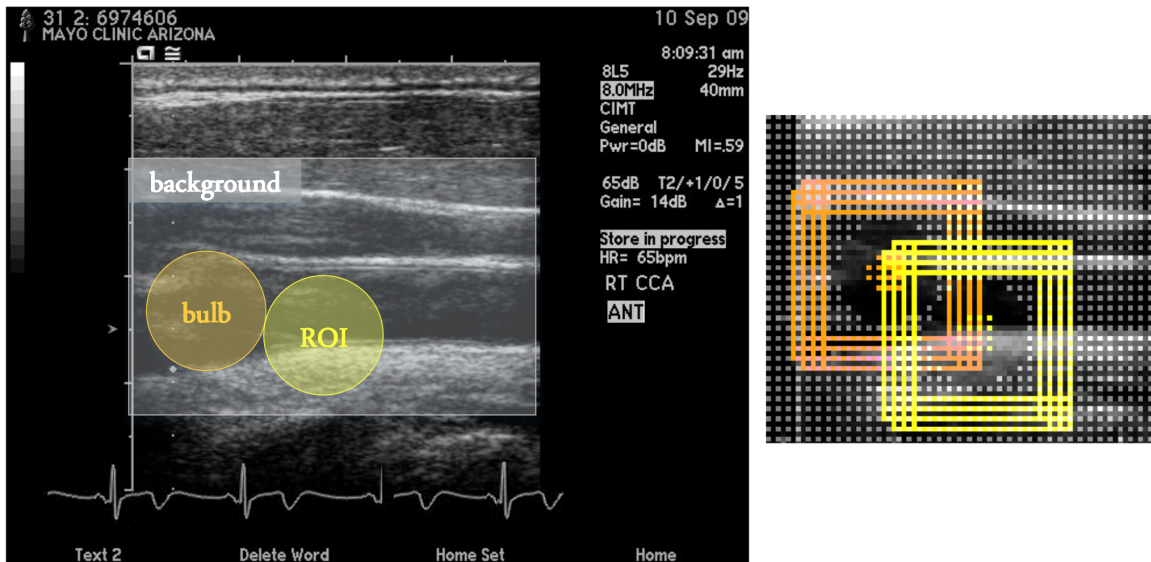 31 2: 6974606
MAYO CLINIC ARIZONA
10 Sep 09
8:09:31 am
8L5 29Hz
8.0MHz 40mm
CIMT
General
Pwr=0dB MI=.59
65dB T2/+1/0/5
Gain= 14dB Δ=1
Store in progress
HR= 65bpm
RT CCA
ANT
background
bulb
ROI
Text 2 Delete Word Home Set Home